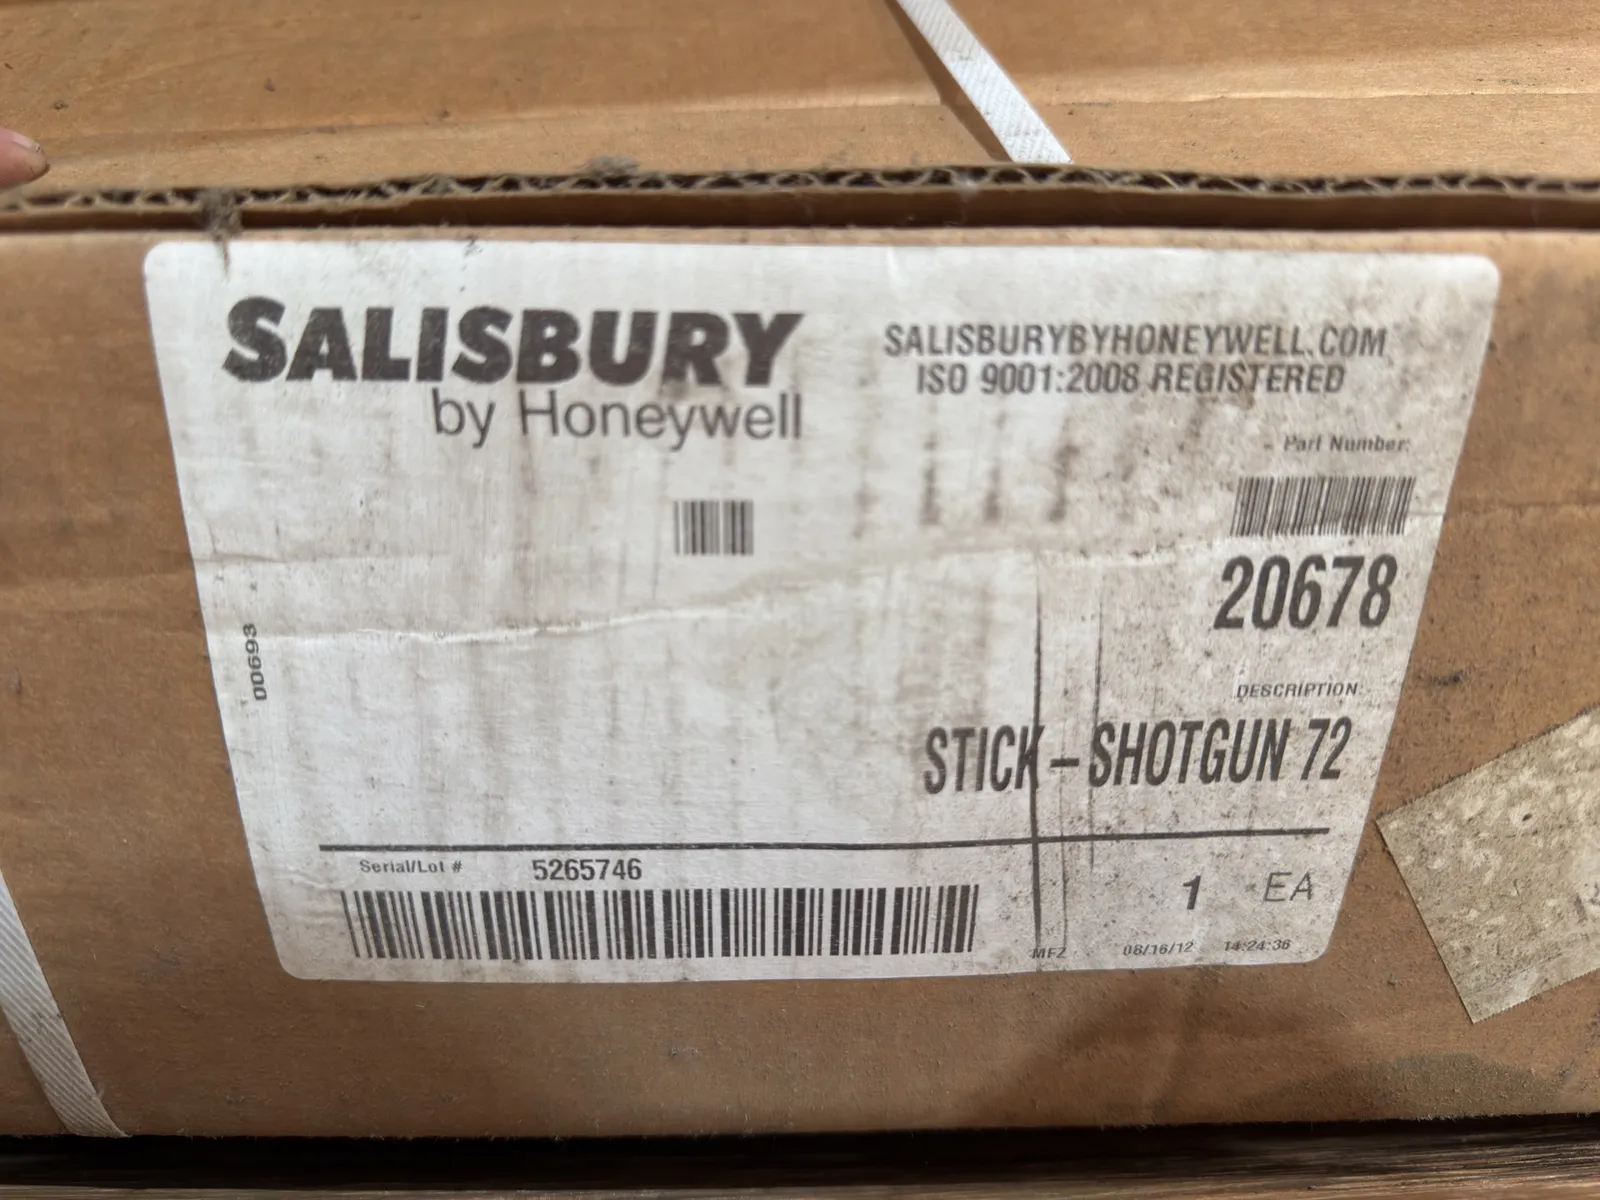 SALISBURY
by Honeywell
SALISBURYBYHONEYWELL.COM
ISO 9001:2008 REGISTERED
Part Number:
20678
00693
DESCRIPTION:
STICK - SHOTGUN 72
Serial/Lot # 5265746
1 EA
MFZ 08/16/12 14:24:36